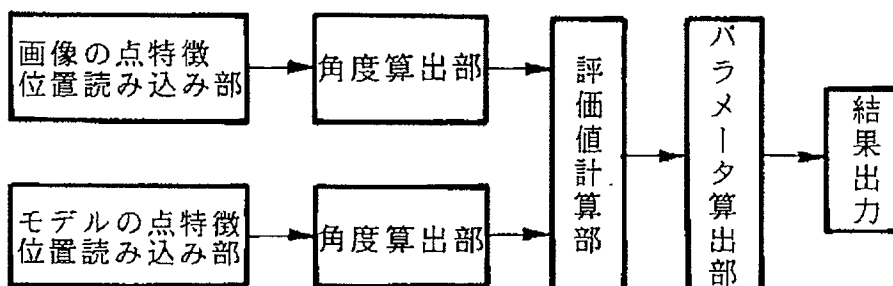 画像の点特徴
位置読み込み部
角度算出部
モデルの点特徴
位置読み込み部
角度算出部
評価値計算部
パラメータ算出部
結果出力